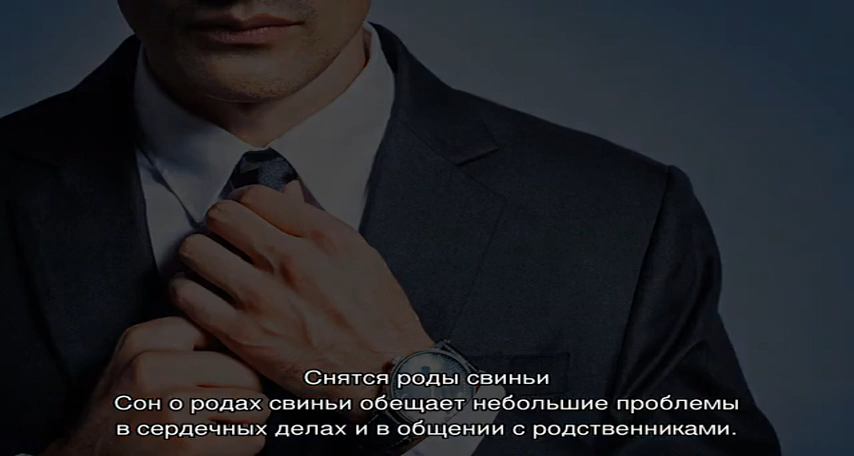 Снятся роды свиньи
Сон о родах свиньи обещает небольшие проблемы
в сердечных делах и в общении с родственниками.